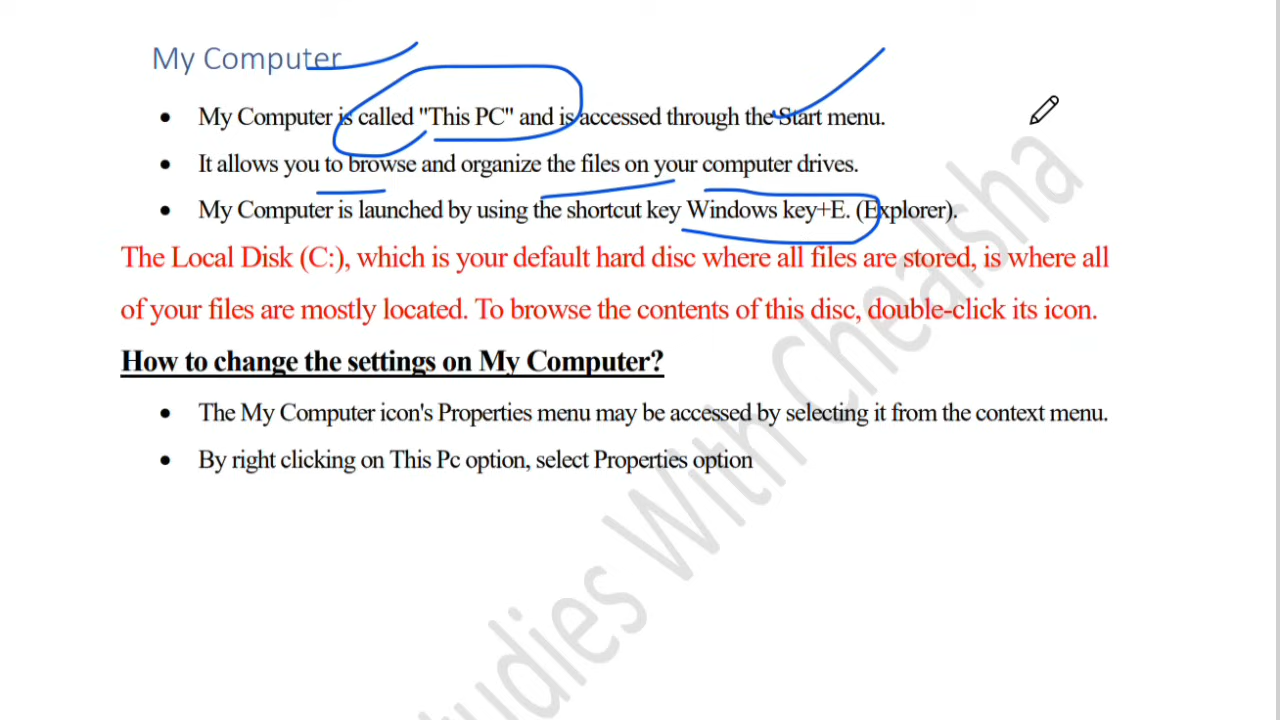 My Computer
My Computer is called "This PC" and is accessed through the Start menu.
It allows you to browse and organize the files on your computer drives.
My Computer is launched by using the shortcut key Windows key+E. (Explorer).
The Local Disk (C:), which is your default hard disc where all files are stored, is where all
of your files are mostly located. To browse the contents of this disc, double-click its icon.
How to change the settings on My Computer?
The My Computer icon's Properties menu may be accessed by selecting it from the context menu.
By right clicking on This Pc option, select Properties option
tudies With Chealsha